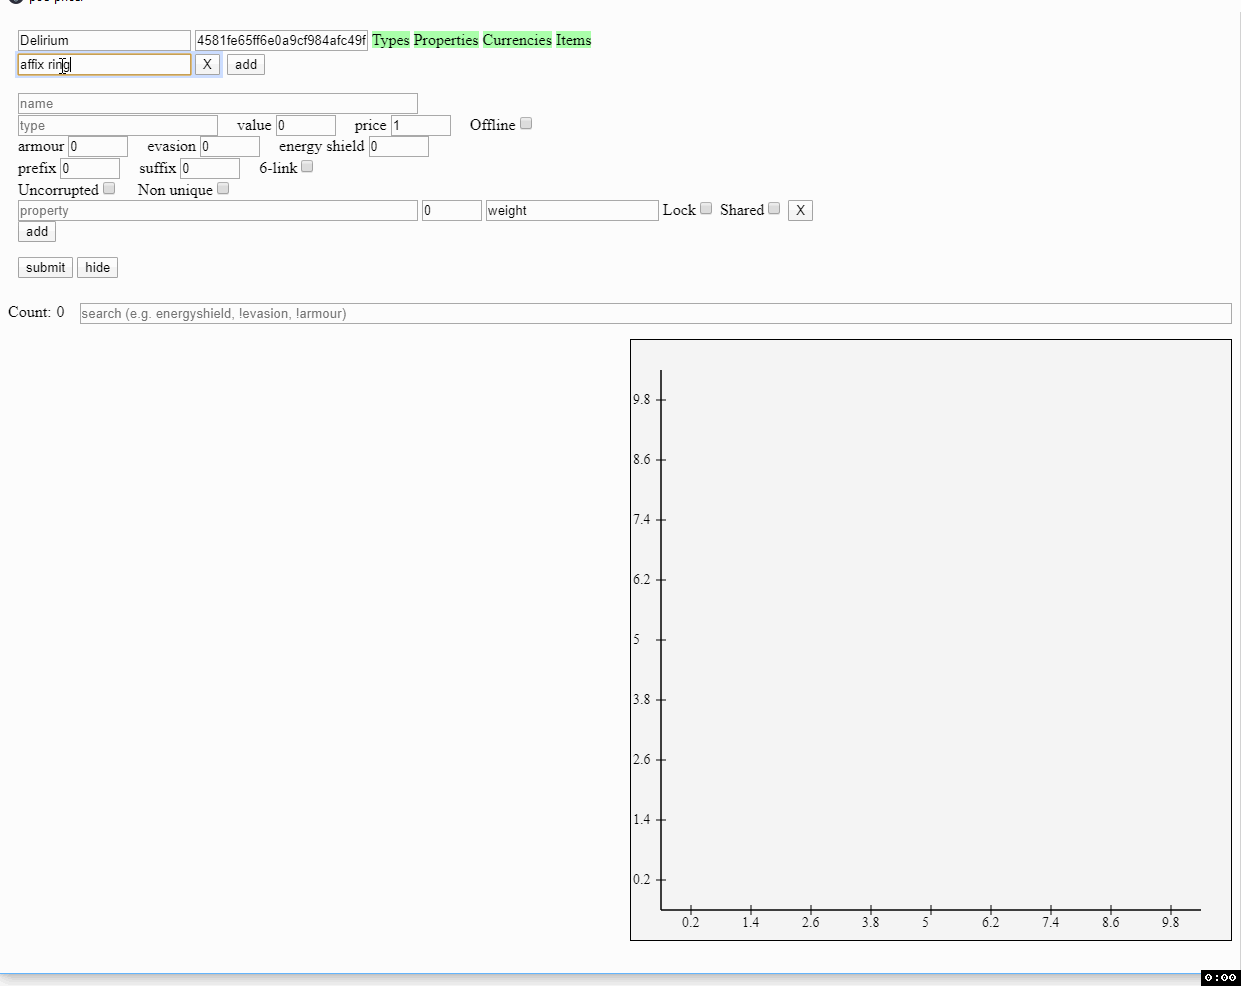 Delirium 4581fe65ff6e0a9cf984afc49f Types Properties Currencies Items
affix ring X add
name
type value 0 price 1 Offline
armour 0 evasion 0 energy shield 0
prefix 0 suffix 0 6-link
Uncorrupted Non unique
property 0 weight Lock Shared X
add
submit hide
Count: 0 search (e.g. energyshield, !evasion, !armour)
9.8
8.6
7.4
6.2
5
3.8
2.6
1.4
0.2
0.2 1.4 2.6 3.8 5 6.2 7.4 8.6 9.8
0:00